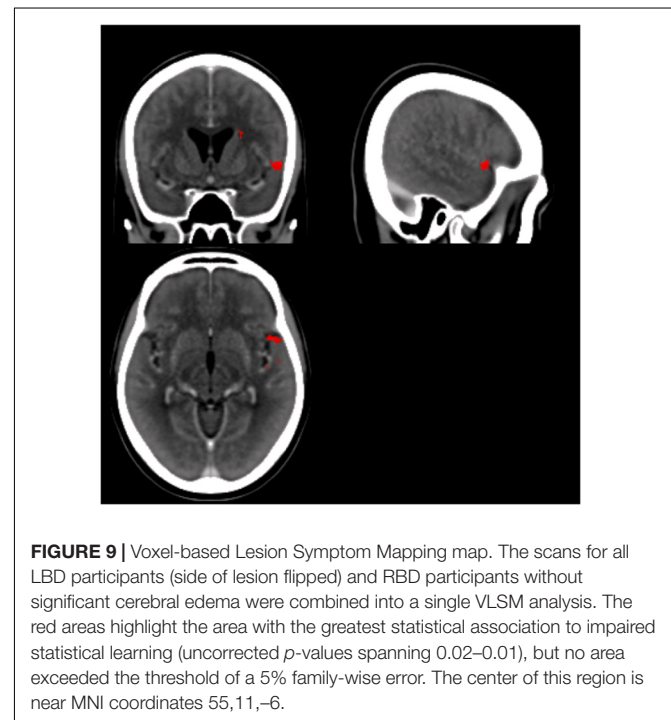 FIGURE 9 | Voxel-based Lesion Symptom Mapping map. The scans for all
LBD participants (side of lesion flipped) and RBD participants without
significant cerebral edema were combined into a single VLSM analysis. The
red areas highlight the area with the greatest statistical association to impaired
statistical learning (uncorrected p-values spanning 0.02–0.01), but no area
exceeded the threshold of a 5% family-wise error. The center of this region is
near MNI coordinates 55,11,–6.